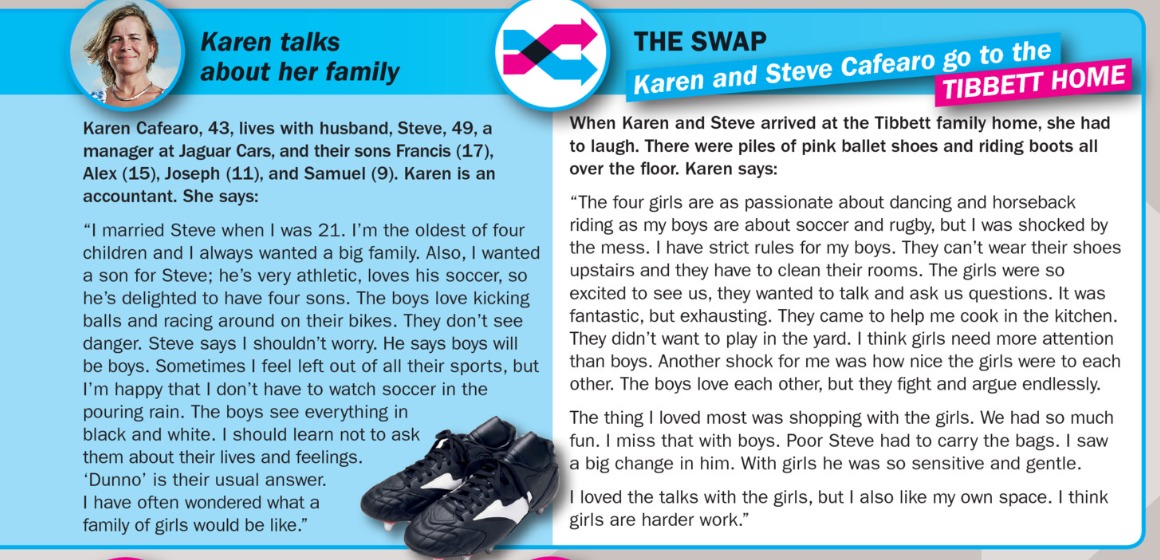 Karen talks
about her family
Karen Cafearo, 43, lives with husband, Steve, 49, a
manager at Jaguar Cars, and their sons Francis (17),
Alex (15), Joseph (11), and Samuel (9). Karen is an
accountant. She says:
“I married Steve when I was 21. I’m the oldest of four
children and I always wanted a big family. Also, I wanted
a son for Steve; he’s very athletic, loves his soccer, so
he’s delighted to have four sons. The boys love kicking
balls and racing around on their bikes. They don’t see
danger. Steve says I shouldn’t worry. He says boys will
be boys. Sometimes I feel left out of all their sports, but
I’m happy that I don’t have to watch soccer in the
pouring rain. The boys see everything in
black and white. I should learn not to ask
them about their lives and feelings.
‘Dunno’ is their usual answer.
I have often wondered what a
family of girls would be like.”
THE SWAP
Karen and Steve Cafearo go to the
TIBBETT HOME
When Karen and Steve arrived at the Tibbett family home, she had
to laugh. There were piles of pink ballet shoes and riding boots all
over the floor. Karen says:
“The four girls are as passionate about dancing and horseback
riding as my boys are about soccer and rugby, but I was shocked by
the mess. I have strict rules for my boys. They can’t wear their shoes
upstairs and they have to clean their rooms. The girls were so
excited to see us, they wanted to talk and ask us questions. It was
fantastic, but exhausting. They came to help me cook in the kitchen.
They didn’t want to play in the yard. I think girls need more attention
than boys. Another shock for me was how nice the girls were to each
other. The boys love each other, but they fight and argue endlessly.
The thing I loved most was shopping with the girls. We had so much
fun. I miss that with boys. Poor Steve had to carry the bags. I saw
a big change in him. With girls he was so sensitive and gentle.
I loved the talks with the girls, but I also like my own space. I think
girls are harder work.”